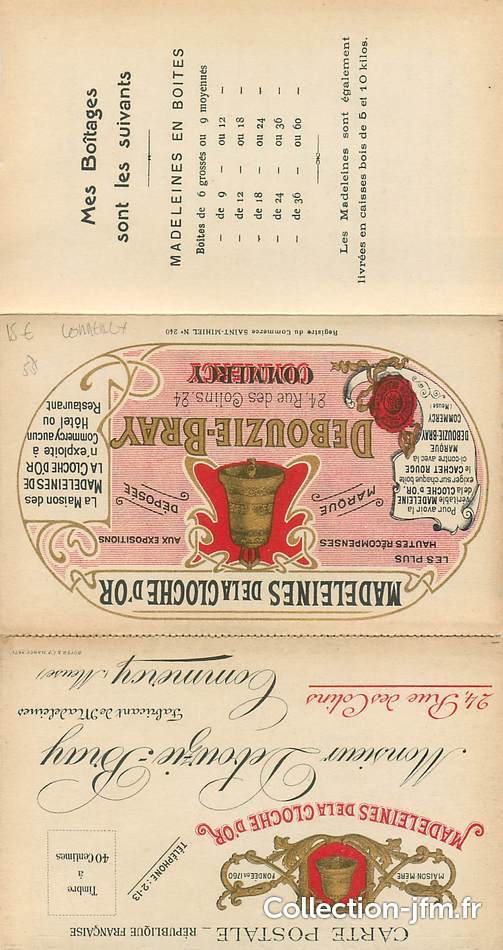 Mes Boîtages
sont les suivants
MADELEINES EN BOITES
Boites de 6 grosses ou 9 moyennes
— de 9 — ou 12 —
— de 12 — ou 18 —
— de 18 — ou 24 —
— de 24 — ou 36 —
— de 36 — ou 60 —
Les Madeleines sont également
livrées en caisses bois de 5 et 10 kilos.
15 €
COMMERCY
Registre du Commerce SAINT-MIHIEL Nº 240
MADELEINES DE LA CLOCHE D'OR
LES PLUS
HAUTES RÉCOMPENSES
AUX EXPOSITIONS
MARQUE
DÉPOSÉE
Pour avoir la
Véritable MADELEINE
de la CLOCHE D'OR,
exiger sur chaque boîte
le CACHET ROUGE
ci-contre avec la
MARQUE
DEBOUZIE-BRAY
COMMERCY
(Meuse)
La Maison des
MADELEINES DE
LA CLOCHE D'OR
n'exploite à
Commercy aucun
Hôtel ou
Restaurant
DEBOUZIE-BRAY
24, Rue des Colins, 24
COMMERCY
CARTE POSTALE _ RÉPUBLIQUE FRANÇAISE
MAISON MÈRE
FONDÉE en 1760
MADELEINES DE LA CLOCHE D'OR
TÉLÉPHONE : 2-13
Timbre
à
40 Centimes
Monsieur Debouzie-Bray
Fabricant de Madeleines
24, Rue des Colins
Commercy (Meuse)
Collection-jfm.fr